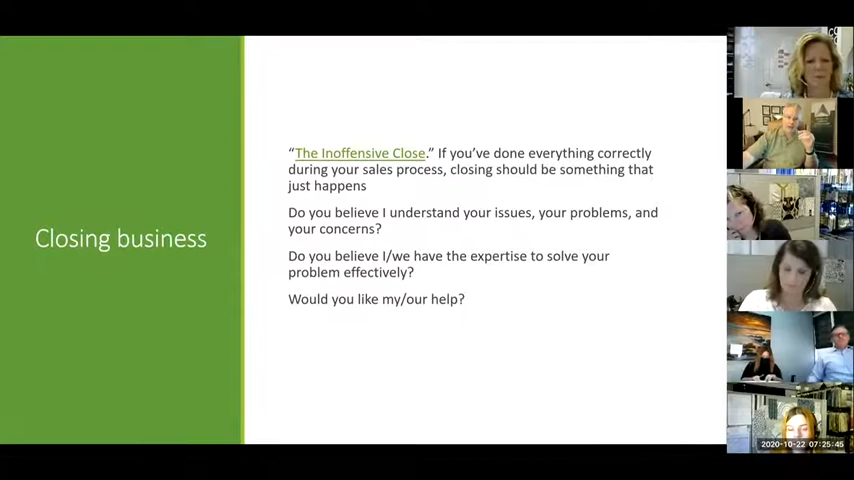 Closing business
“The Inoffensive Close.” If you’ve done everything correctly
during your sales process, closing should be something that
just happens
Do you believe I understand your issues, your problems, and
your concerns?
Do you believe I/we have the expertise to solve your
problem effectively?
Would you like my/our help?
2020-10-22 07:25:45